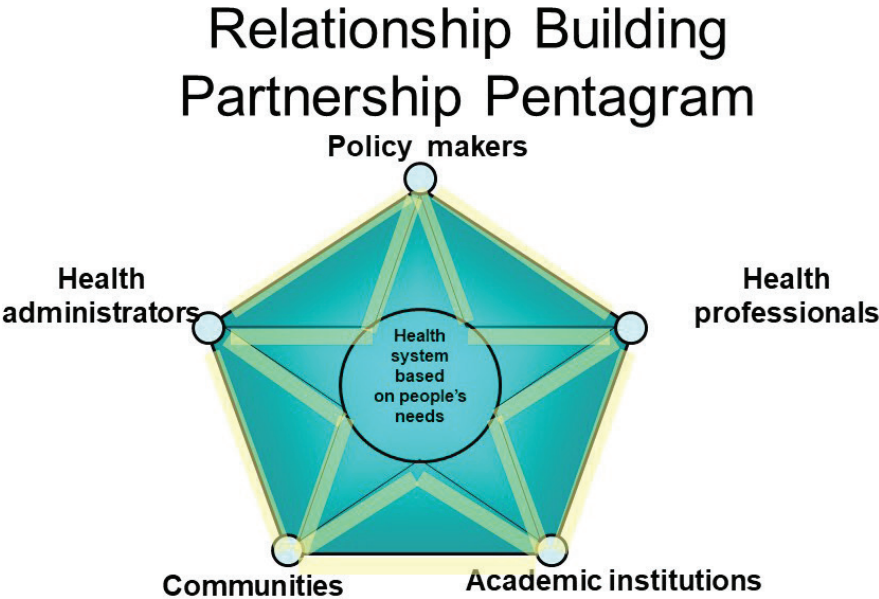 Relationship Building
Partnership Pentagram
Policy makers
Health
administrators
Health
professionals
Health
system
based
on people's
needs
Communities
Academic institutions